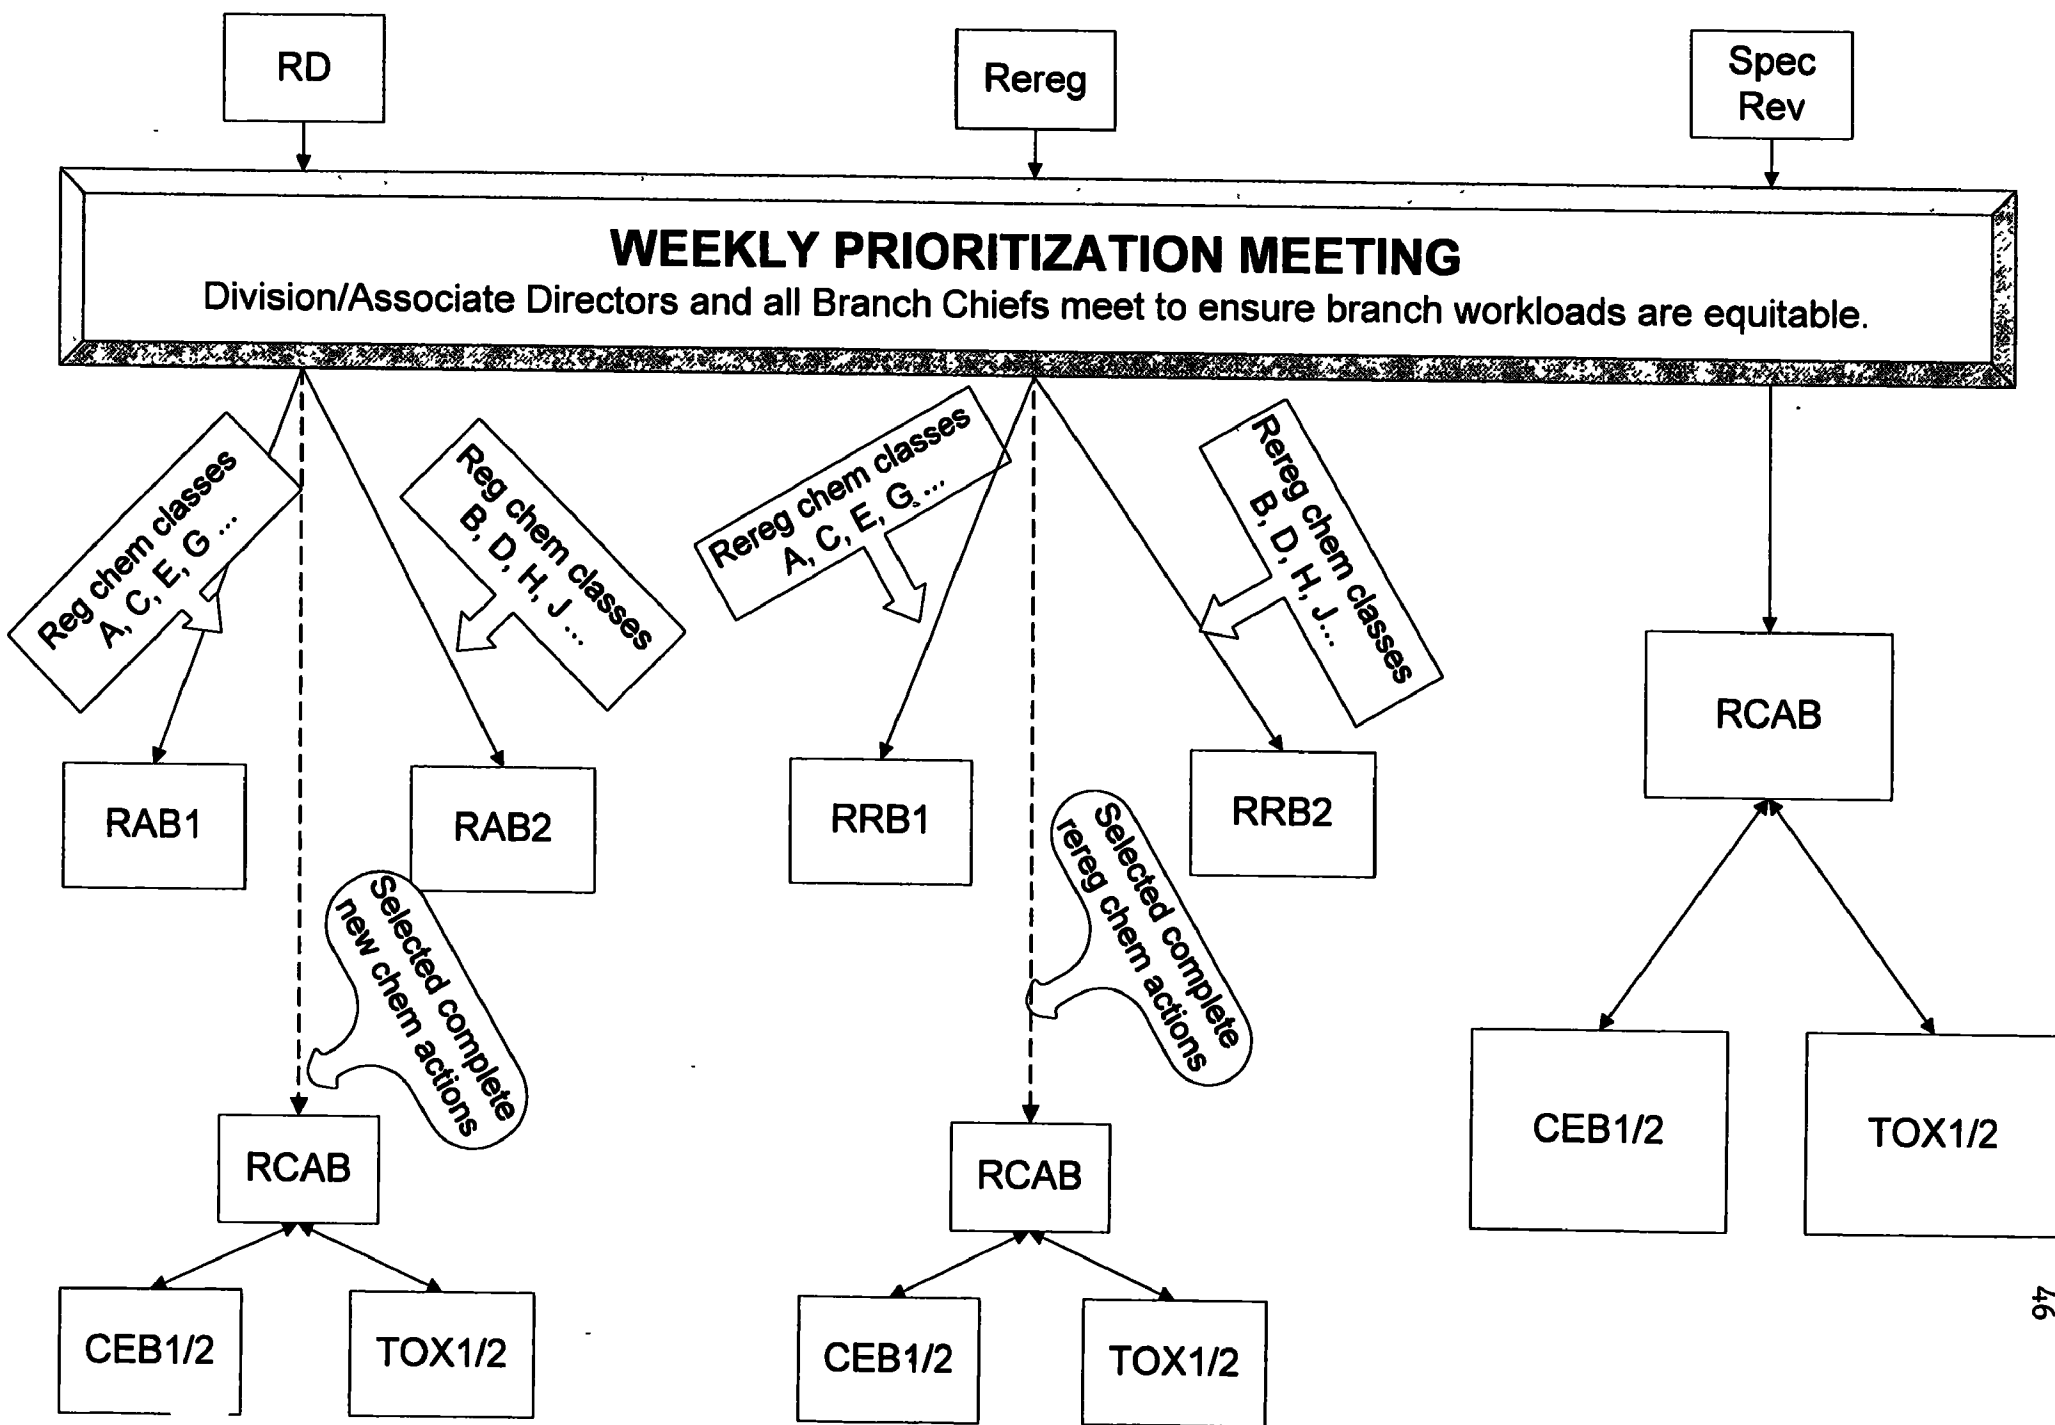 RD
Rereg
Spec
Rev
WEEKLY PRIORITIZATION MEETING
Division/Associate Directors and all Branch Chiefs meet to ensure branch workloads are equitable.
Reg chem classes
A, C, E, G ...
Reg chem classes
B, D, H, J ...
Rereg chem classes
A, C, E, G ...
Rereg chem classes
B, D, H, J...
RCAB
RAB1
RAB2
RRB1
RRB2
Selected complete
new chem actions
Selected complete
rereg chem actions
RCAB
RCAB
CEB1/2
TOX1/2
CEB1/2
TOX1/2
CEB1/2
TOX1/2
46